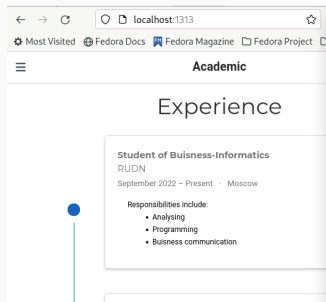 localhost:1313
Most Visited Fedora Docs Fedora Magazine Fedora Project
Academic
Experience
Student of Buisness-Informatics
RUDN
September 2022 – Present · Moscow
Responsibilities include:
• Analysing
• Programming
• Buisness communication